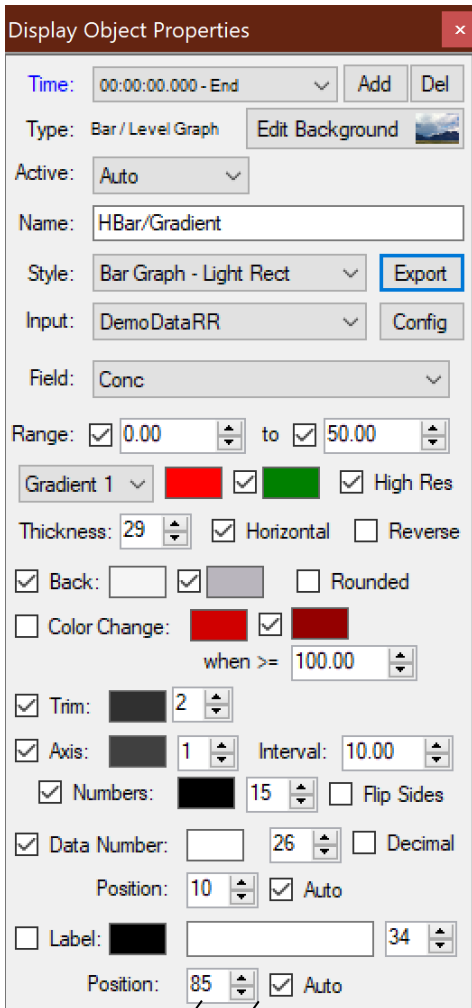 Display Object Properties ×
Time: 00:00:00.000 - End Add Del
Type: Bar / Level Graph Edit Background
Active: Auto
Name: HBar/Gradient
Style: Bar Graph - Light Rect Export
Input: DemoDataRR Config
Field: Conc
Range: 0.00 to 50.00
Gradient 1 High Res
Thickness: 29 Horizontal Reverse
Back: Rounded
Color Change:
when >= 100.00
Trim: 2
Axis: 1 Interval: 10.00
Numbers: 15 Flip Sides
Data Number: 26 Decimal
Position: 10 Auto
Label: 34
Position: 85 Auto